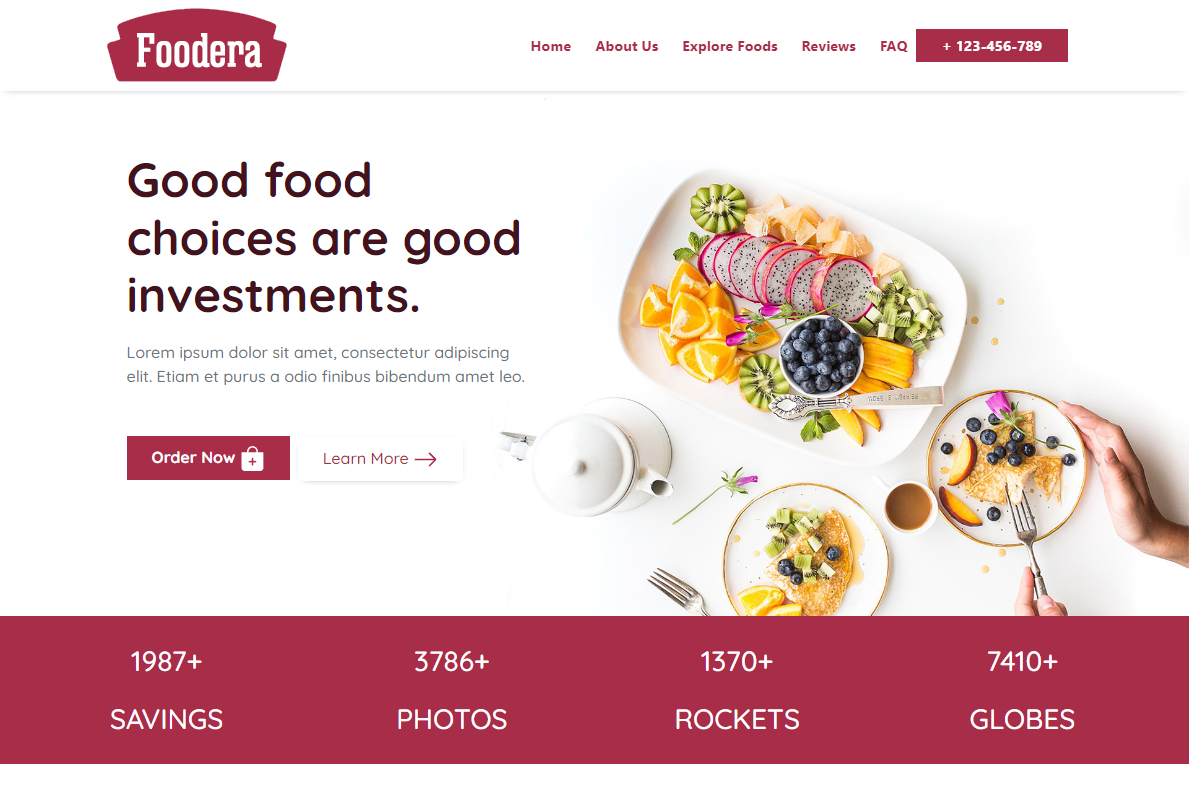 Foodera
Home About Us Explore Foods Reviews FAQ + 123-456-789
Good food
choices are good
investments.
Lorem ipsum dolor sit amet, consectetur adipiscing
elit. Etiam et purus a odio finibus bibendum amet leo.
Order Now Learn More
1987+ 3786+ 1370+ 7410+
SAVINGS PHOTOS ROCKETS GLOBES